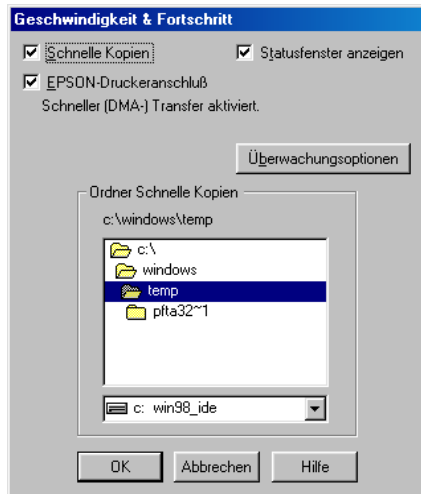 Geschwindigkeit & Fortschritt
Schnelle Kopien
Statusfenster anzeigen
EPSON-Druckeranschluß
Schneller (DMA-) Transfer aktiviert.
Überwachungsoptionen
Ordner Schnelle Kopien
c:\windows\temp
c:\
windows
temp
pfta32~1
c: win98_ide
OK Abbrechen Hilfe